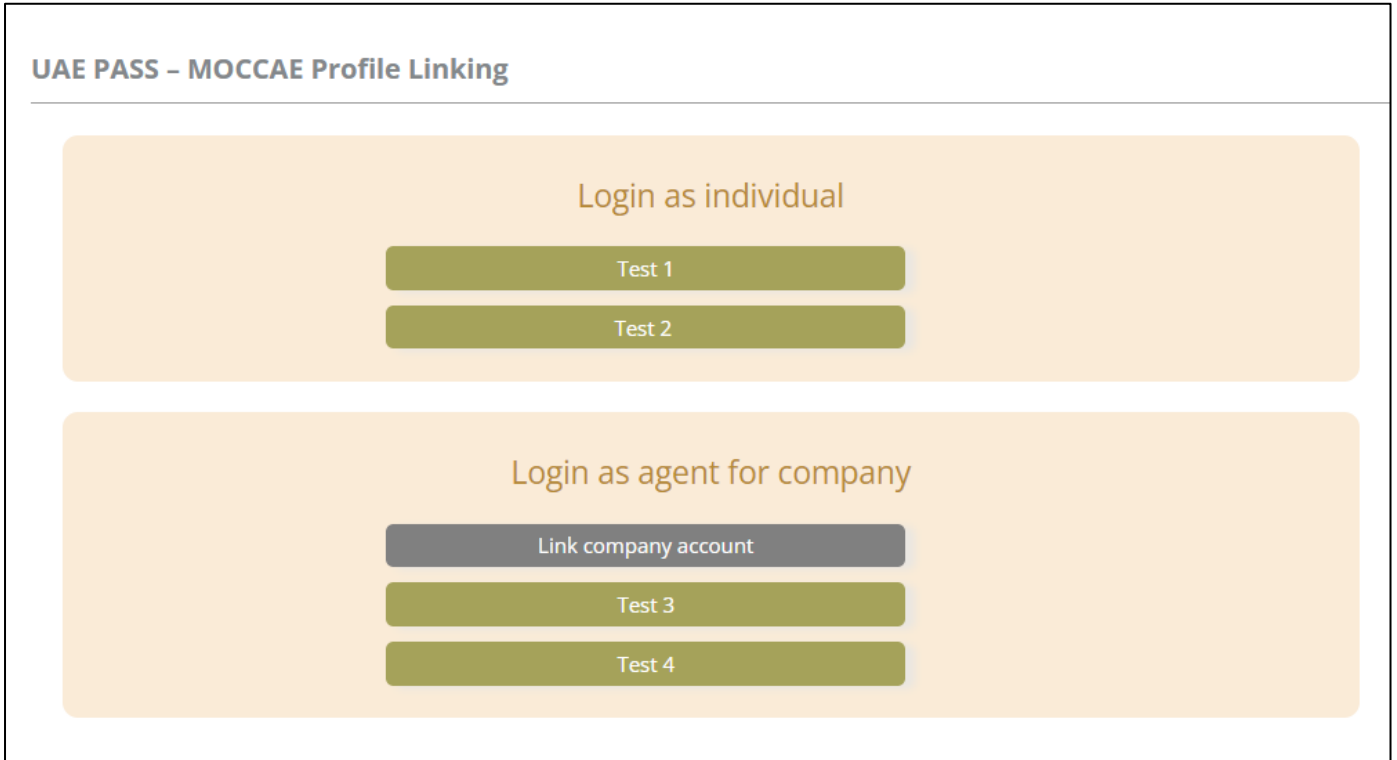 UAE PASS – MOCCAE Profile Linking
Login as individual
Test 1
Test 2
Login as agent for company
Link company account
Test 3
Test 4